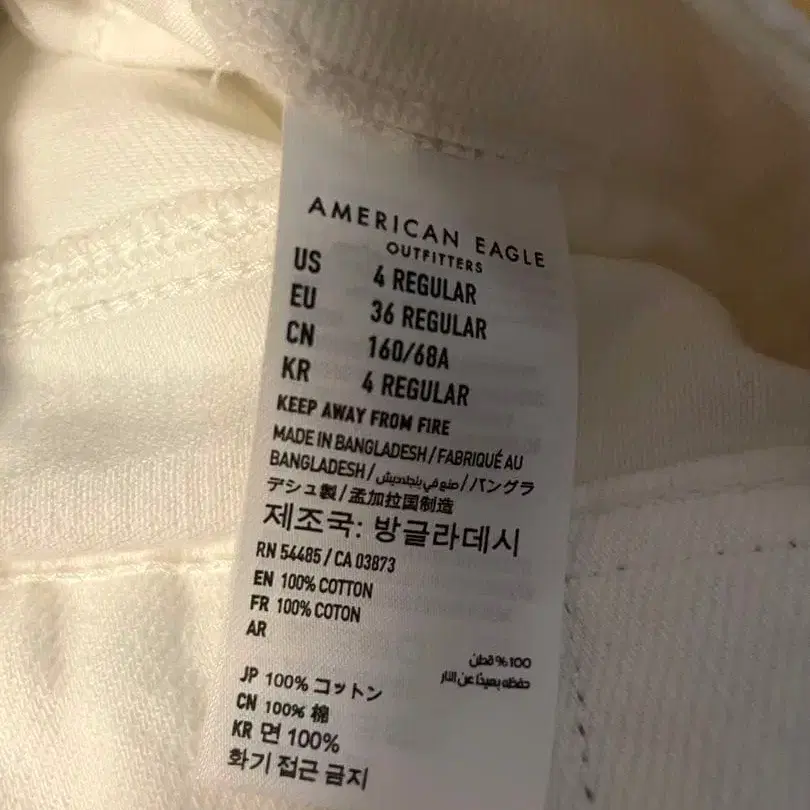 AMERICAN EAGLE
OUTFITTERS
US 4 REGULAR
EU 36 REGULAR
CN 160/68A
KR 4 REGULAR
KEEP AWAY FROM FIRE
MADE IN BANGLADESH / FABRIQUÉ AU
BANGLADESH / صنع في بنجلاديش / バングラ
デシュ製 / 孟加拉国制造
제조국: 방글라데시
RN 54485 / CA 03873
EN 100% COTTON
FR 100% COTON
AR
100% قطن
حفظه بعيدًا عن النار
JP 100% コットン
CN 100% 棉
KR 면 100%
화기 접근 금지